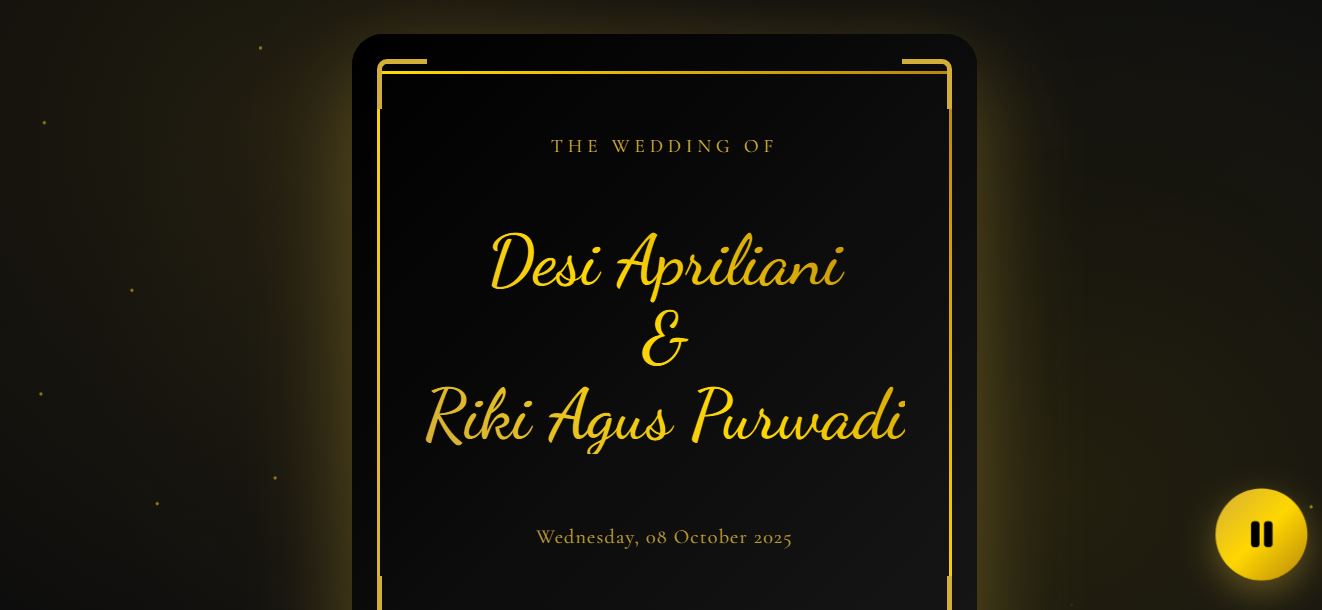 THE WEDDING OF
Desi Apriliani
&
Riki Agus Purwadi
Wednesday, 08 October 2025